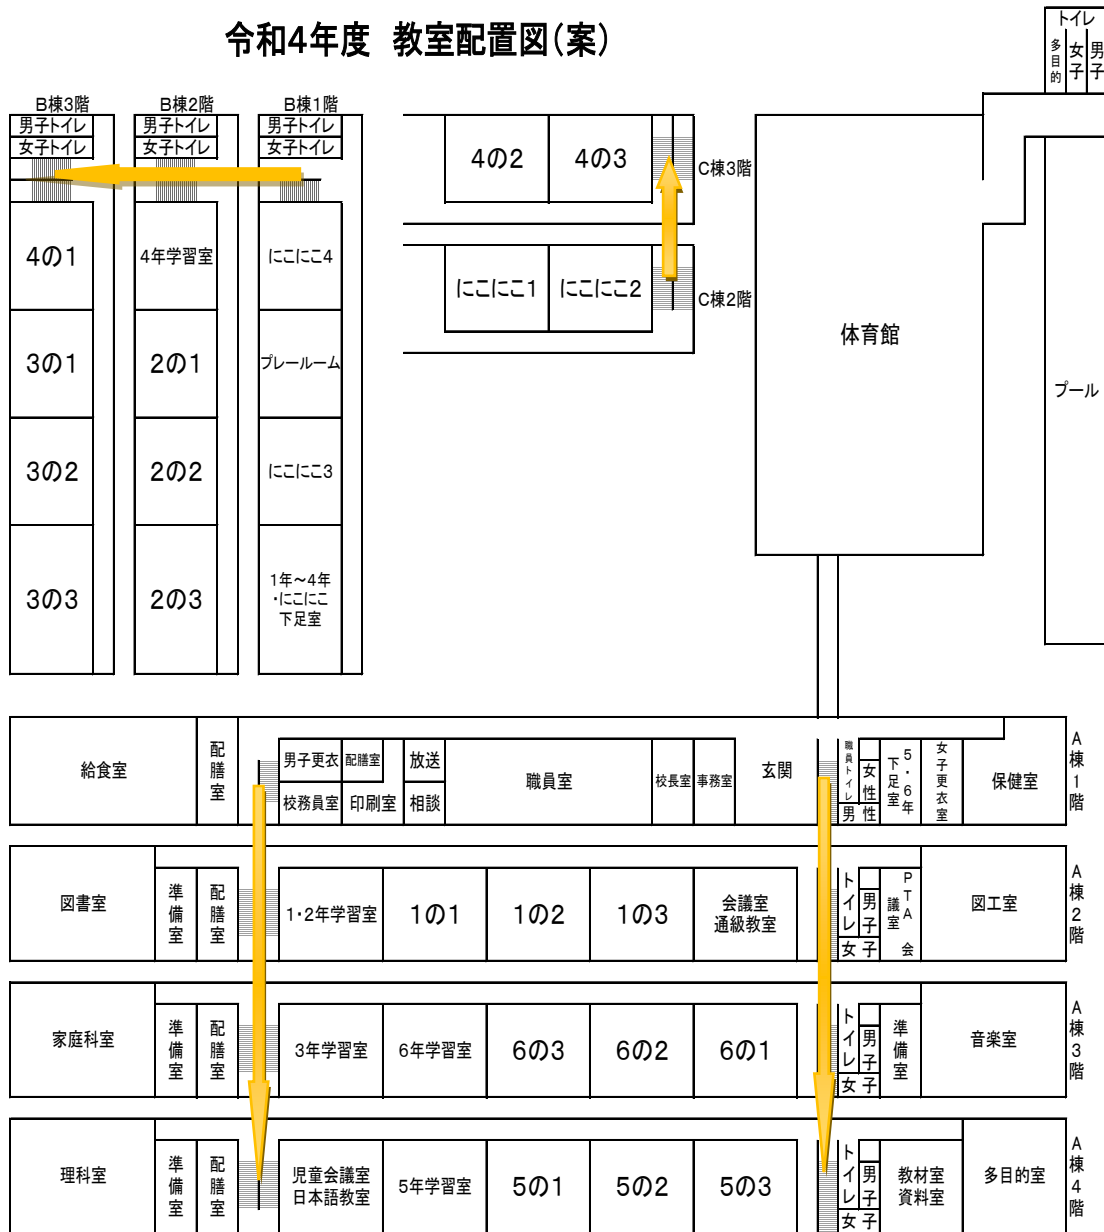 令和4年度 教室配置図(案)
トイレ
多目的
女子
男子
B棟3階
B棟2階
B棟1階
男子トイレ
男子トイレ
男子トイレ
女子トイレ
女子トイレ
女子トイレ
4の2
4の3
C棟3階
4の1
4年学習室
にこにこ4
にこにこ1
にこにこ2
C棟2階
体育館
3の1
2の1
プレールーム
プール
3の2
2の2
にこにこ3
3の3
2の3
1年~4年
・にこにこ
下足室
給食室
配膳室
男子更衣
配膳室
放送
校務員室
印刷室
相談
職員室
校長室
事務室
玄関
職員トイレ
女性
男性
5・6年
下足室
女子更衣室
保健室
A棟1階
図書室
準備室
配膳室
1・2年学習室
1の1
1の2
1の3
会議室
通級教室
トイレ
男子
女子
PTA会
議室
図工室
A棟2階
家庭科室
準備室
配膳室
3年学習室
6年学習室
6の3
6の2
6の1
トイレ
男子
女子
準備室
音楽室
A棟3階
理科室
準備室
配膳室
児童会議室
日本語教室
5年学習室
5の1
5の2
5の3
トイレ
男子
女子
教材室
資料室
多目的室
A棟4階